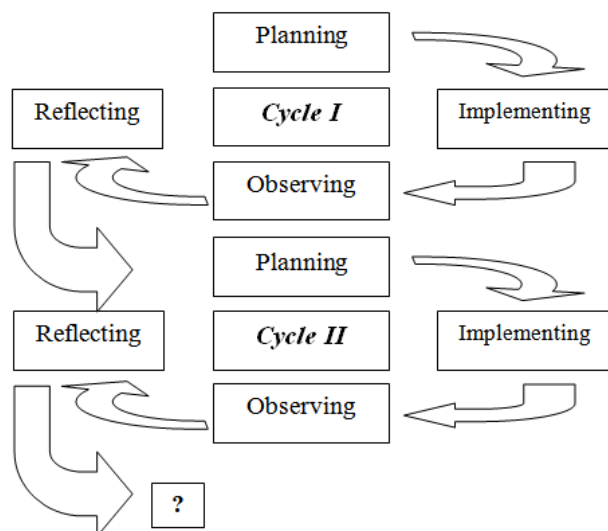 Planning
Reflecting
Cycle I
Implementing
Observing
Planning
Reflecting
Cycle II
Implementing
Observing
?